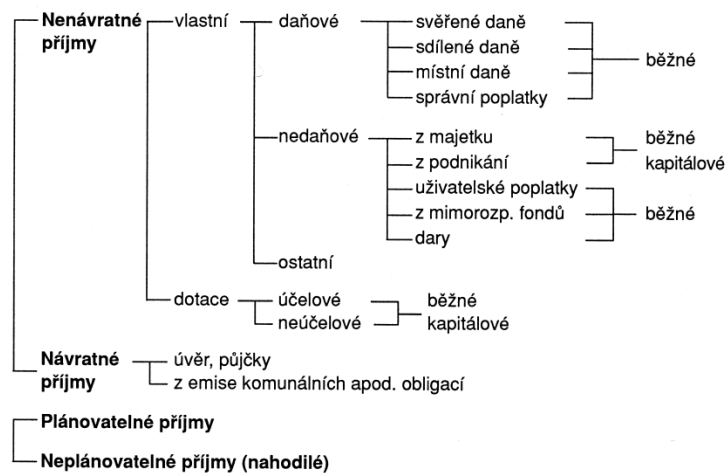 Nenávratné příjmy vlastní daňové svěřené daně
sdílené daně běžné
místní daně
správní poplatky
nedaňové z majetku běžné
z podnikání kapitálové
uživatelské poplatky
z mimorozp. fondů běžné
dary
ostatní
dotace účelové běžné
neúčelové kapitálové
Návratné příjmy úvěr, půjčky
z emise komunálních apod. obligací
Plánovatelné příjmy
Neplánovatelné příjmy (nahodilé)